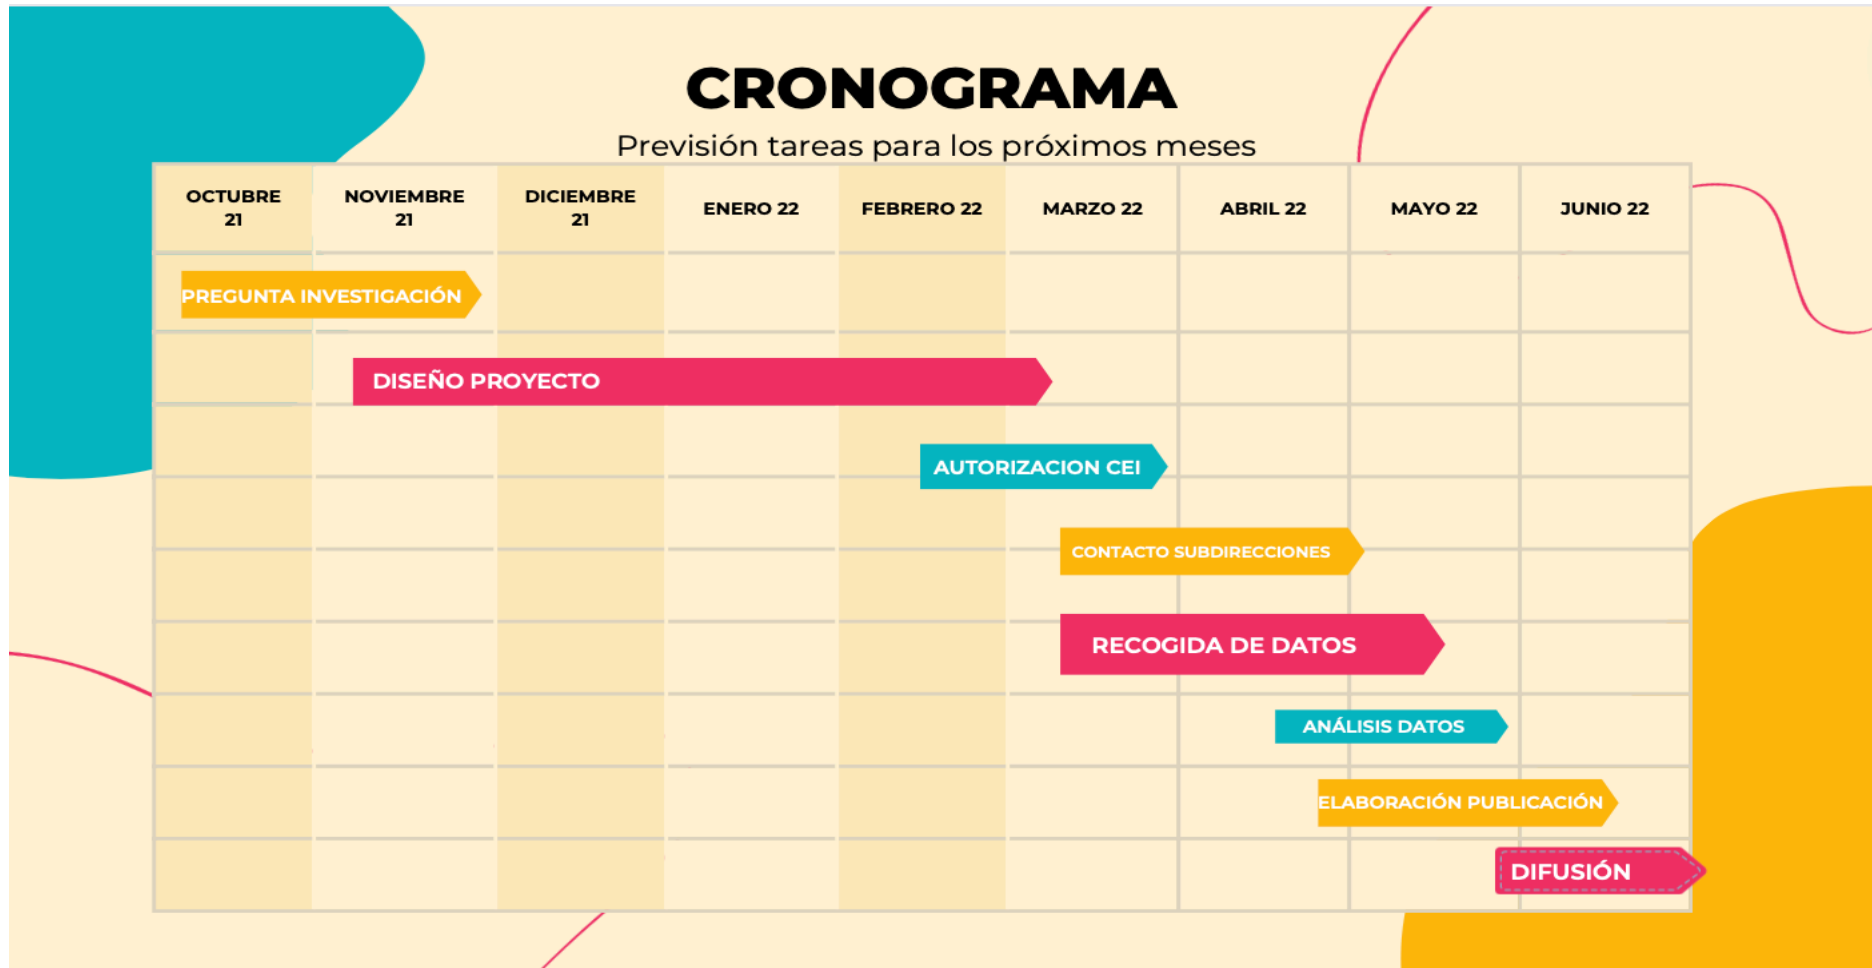 CRONOGRAMA
Previsión tareas para los próximos meses
OCTUBRE
21
NOVIEMBRE
21
DICIEMBRE
21
ENERO 22
FEBRERO 22
MARZO 22
ABRIL 22
MAYO 22
JUNIO 22
PREGUNTA INVESTIGACIÓN
DISEÑO PROYECTO
AUTORIZACION CEI
CONTACTO SUBDIRECCIONES
RECOGIDA DE DATOS
ANÁLISIS DATOS
ELABORACIÓN PUBLICACIÓN
DIFUSIÓN